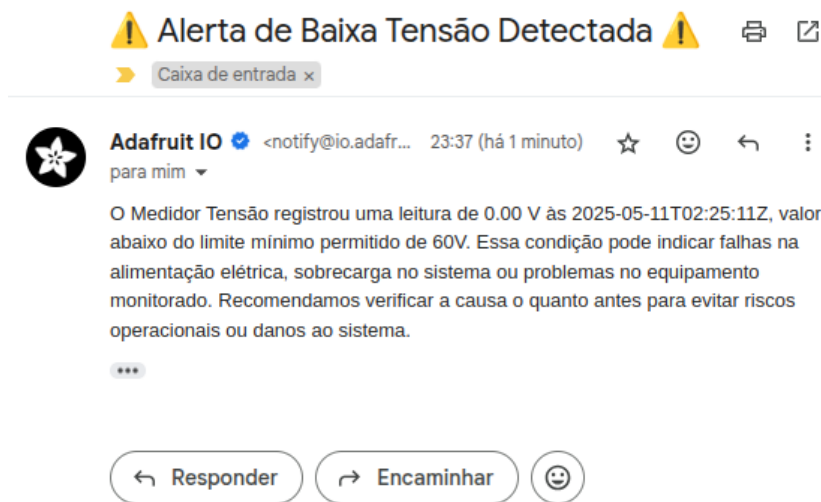 ⚠️ Alerta de Baixa Tensão Detectada ⚠️
Caixa de entrada ×
Adafruit IO <notify@io.adafr... 23:37 (há 1 minuto)
para mim
O Medidor Tensão registrou uma leitura de 0.00 V às 2025-05-11T02:25:11Z, valor
abaixo do limite mínimo permitido de 60V. Essa condição pode indicar falhas na
alimentação elétrica, sobrecarga no sistema ou problemas no equipamento
monitorado. Recomendamos verificar a causa o quanto antes para evitar riscos
operacionais ou danos ao sistema.
Responder Encaminhar